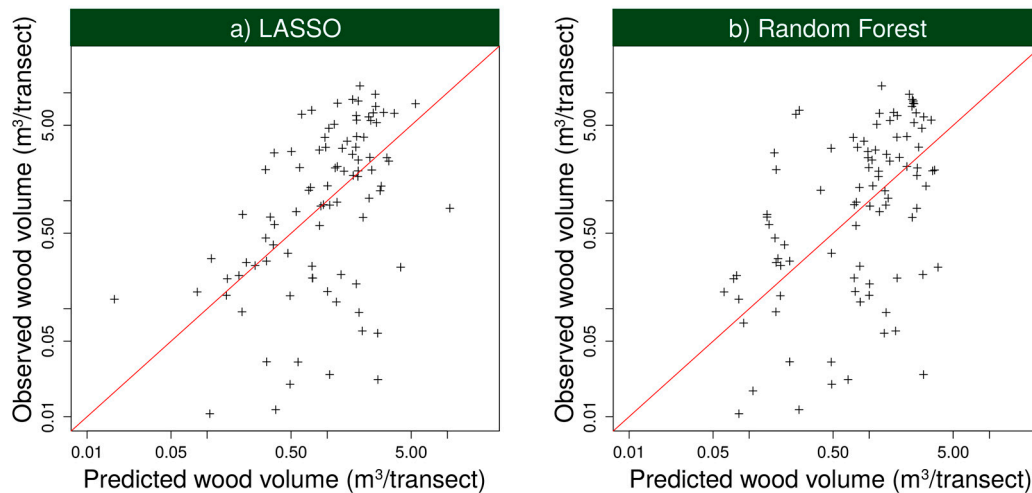 a) LASSO
Observed wood volume (m³/transect)
5.00
0.50
0.05
0.01
0.01
0.05
0.50
5.00
Predicted wood volume (m³/transect)
b) Random Forest
Observed wood volume (m³/transect)
5.00
0.50
0.05
0.01
0.01
0.05
0.50
5.00
Predicted wood volume (m³/transect)